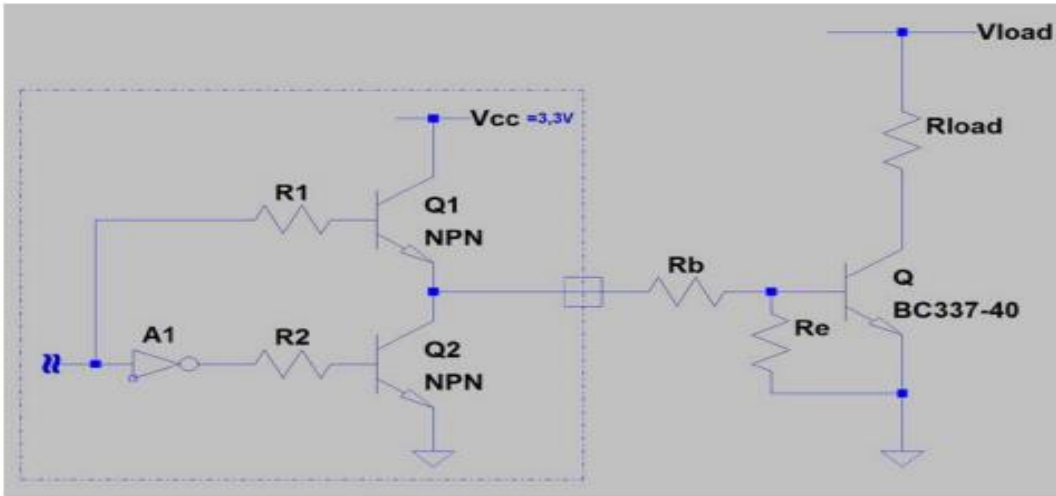 Vload
Rload
Vcc =3,3V
R1
Q1
NPN
Rb
Q
BC337-40
Re
A1
R2
Q2
NPN